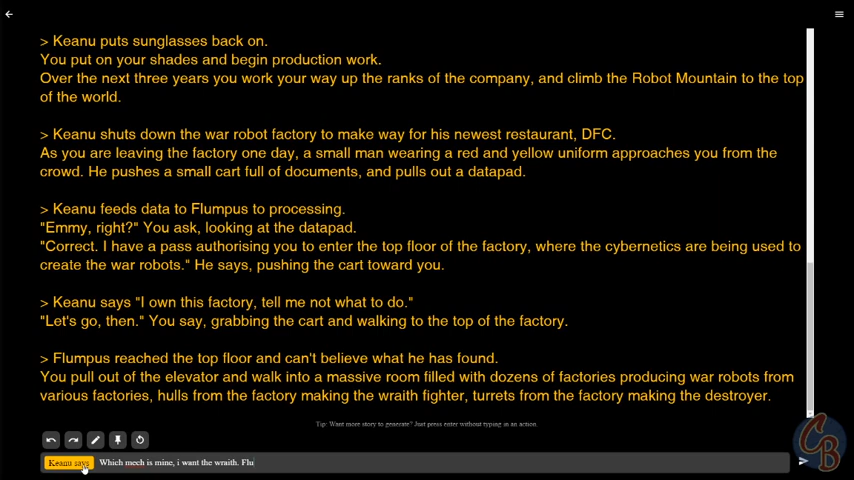 > Keanu puts sunglasses back on.
You put on your shades and begin production work.
Over the next three years you work your way up the ranks of the company, and climb the Robot Mountain to the top
of the world.
> Keanu shuts down the war robot factory to make way for his newest restaurant, DFC.
As you are leaving the factory one day, a small man wearing a red and yellow uniform approaches you from the
crowd. He pushes a small cart full of documents, and pulls out a datapad.
> Keanu feeds data to Flumpus to processing.
"Emmy, right?" You ask, looking at the datapad.
"Correct. I have a pass authorising you to enter the top floor of the factory, where the cybernetics are being used to
create the war robots." He says, pushing the cart toward you.
> Keanu says "I own this factory, tell me not what to do."
"Let's go, then." You say, grabbing the cart and walking to the top of the factory.
> Flumpus reached the top floor and can't believe what he has found.
You pull out of the elevator and walk into a massive room filled with dozens of factories producing war robots from
various factories, hulls from the factory making the wraith fighter, turrets from the factory making the destroyer.
Tip: Want more story to generate? Just press enter without typing in an action.
Keanu says Which mech is mine, i want the wraith. Flu
CB